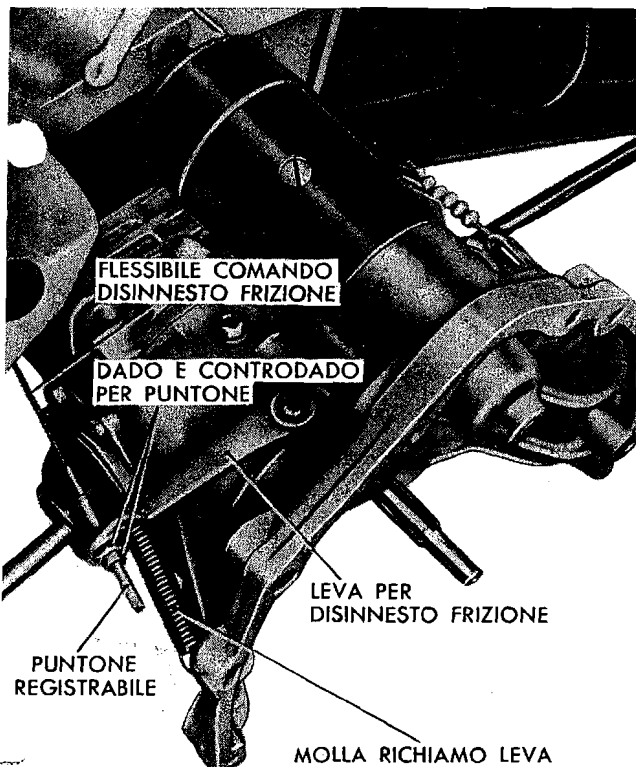 FLESSIBILE COMANDO
DISINNESTO FRIZIONE
DADO E CONTRODADO
PER PUNTONE
LEVA PER
DISINNESTO FRIZIONE
PUNTONE
REGISTRABILE
MOLLA RICHIAMO LEVA